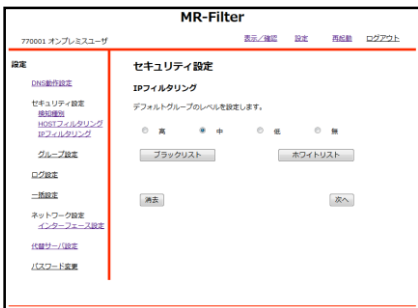 MR-Filter
770001 オンプレミスユーザ
表示／確認 設定 再起動 ログアウト
設定
DNS動作設定
セキュリティ設定
検知種別
HOSTフィルタリング
IPフィルタリング
グループ設定
ログ設定
一括設定
ネットワーク設定
インターフェース設定
代替サーバ設定
パスワード変更
セキュリティ設定
IPフィルタリング
デフォルトグループのレベルを設定します。
高 中 低 無
ブラックリスト ホワイトリスト
消去 次へ